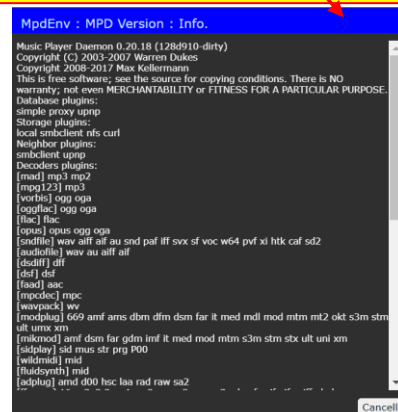 MpdEnv : MPD Version : Info.
Music Player Daemon 0.20.18 (128d910-dirty)
Copyright (C) 2003-2007 Warren Dukes
Copyright 2008-2017 Max Kellermann
This is free software; see the source for copying conditions. There is NO
warranty; not even MERCHANTABILITY or FITNESS FOR A PARTICULAR PURPOSE.
Database plugins:
simple proxy upnp
Storage plugins:
local smbclient nfs curl
Neighbor plugins:
smbclient upnp
Decoders plugins:
[mad] mp3 mp2
[mpg123] mp3
[vorbis] ogg oga
[oggflac] ogg oga
[flac] flac
[opus] opus ogg oga
[sndfile] wav aiff aif au snd paf iff svx sf voc w64 pvf xi htk caf sd2
[audiofile] wav au aiff aif
[dsdiff] dff
[dsf] dsf
[faad] aac
[mpcdec] mpc
[wavpack] wv
[modplug] 669 amf ams dbm dfm dsm far it med mdl mod mtm mt2 okt s3m stm
ult umx xm
[mikmod] amf dsm far gdm imf it med mod mtm s3m stm stx ult uni xm
[sidplay] sid mus str prg P00
[wildmidi] mid
[fluidsynth] mid
[adplug] amd d00 hsc laa rad raw sa2
Cancell